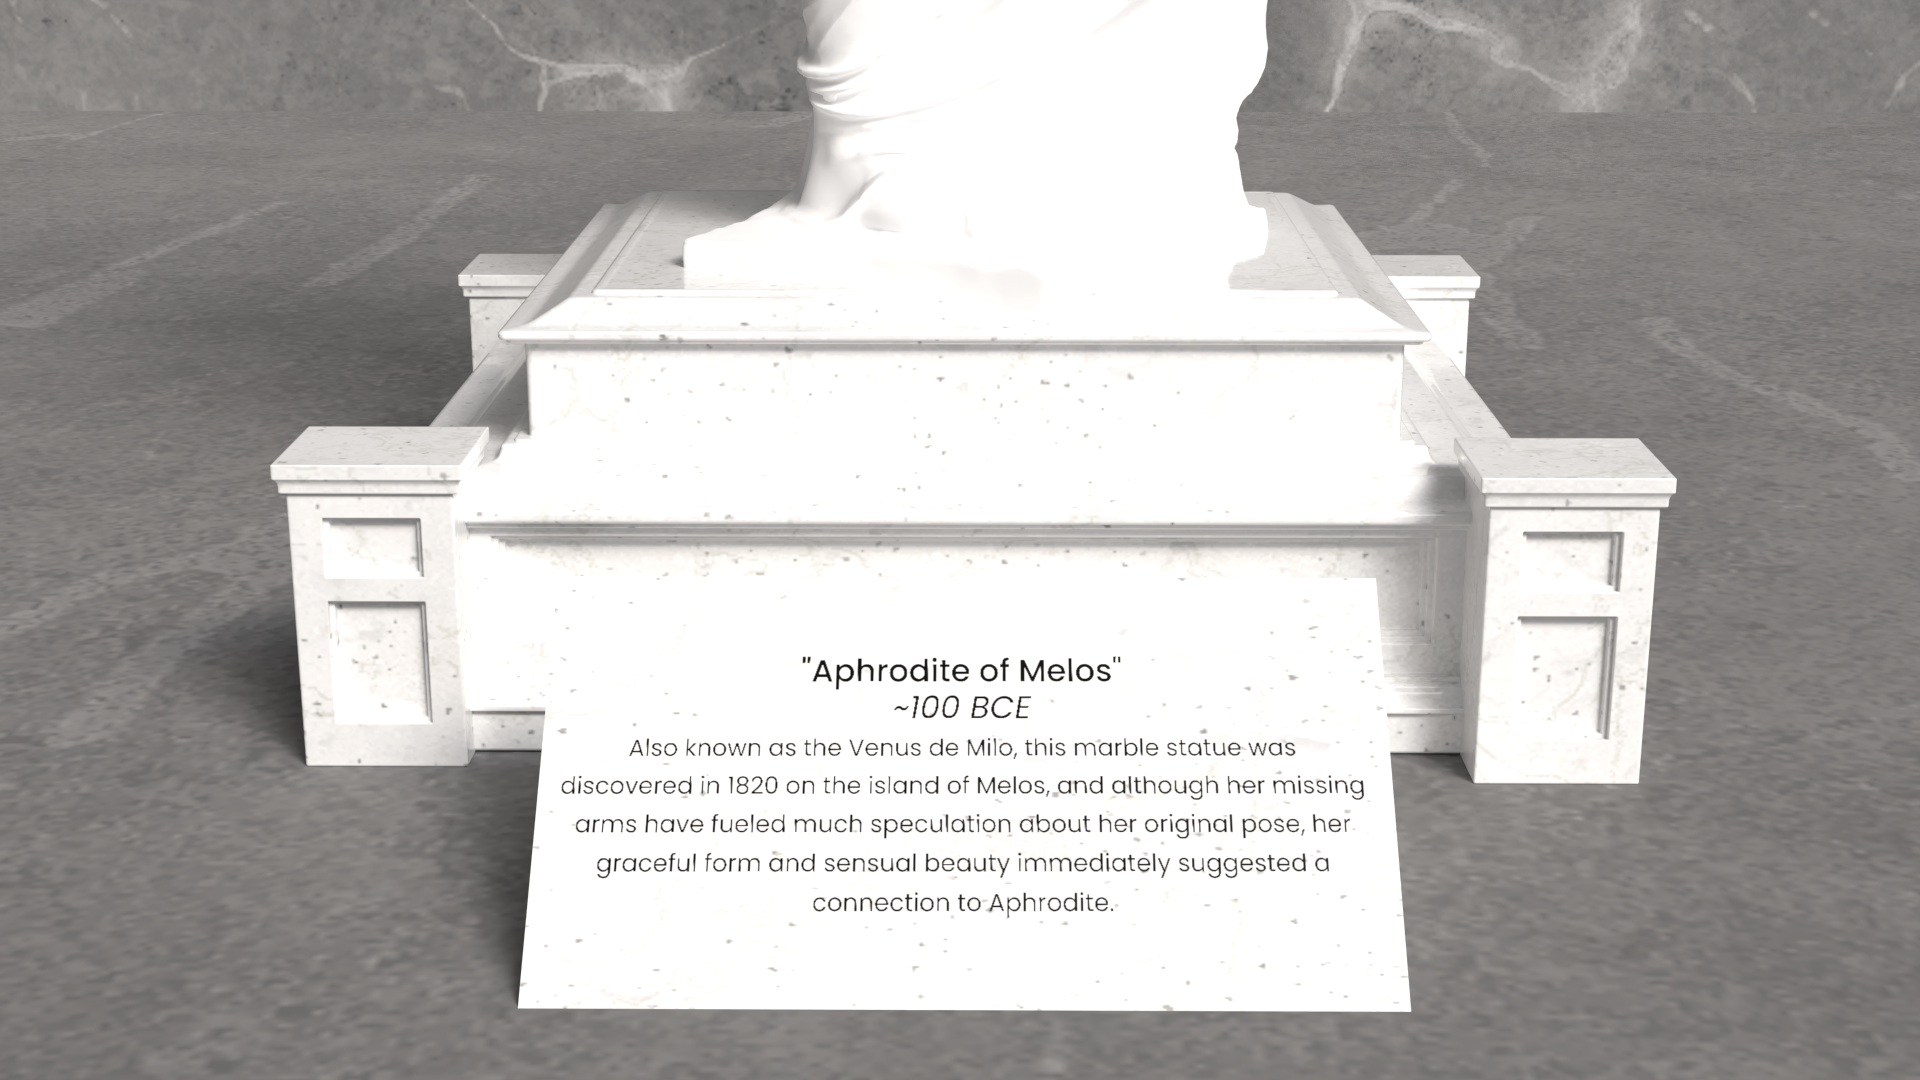 "Aphrodite of Melos"
~100 BCE
Also known as the Venus de Milo, this marble statue was
discovered in 1820 on the island of Melos, and although her missing
arms have fueled much speculation about her original pose, her
graceful form and sensual beauty immediately suggested a
connection to Aphrodite.